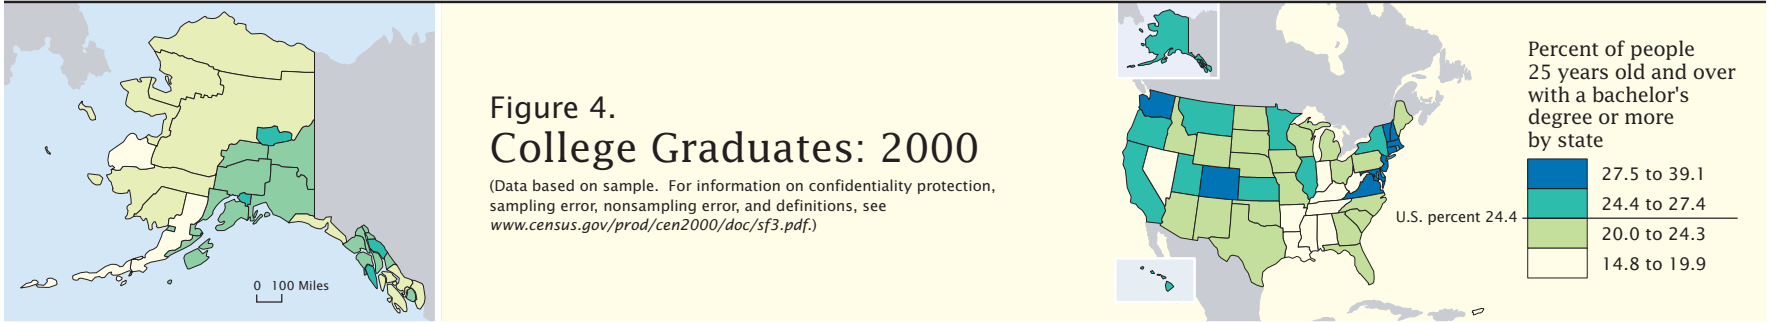 0 100 Miles
Figure 4.
College Graduates: 2000
(Data based on sample. For information on confidentiality protection,
sampling error, nonsampling error, and definitions, see
www.census.gov/prod/cen2000/doc/sf3.pdf.)
Percent of people
25 years old and over
with a bachelor's
degree or more
by state
27.5 to 39.1
24.4 to 27.4
U.S. percent 24.4
20.0 to 24.3
14.8 to 19.9